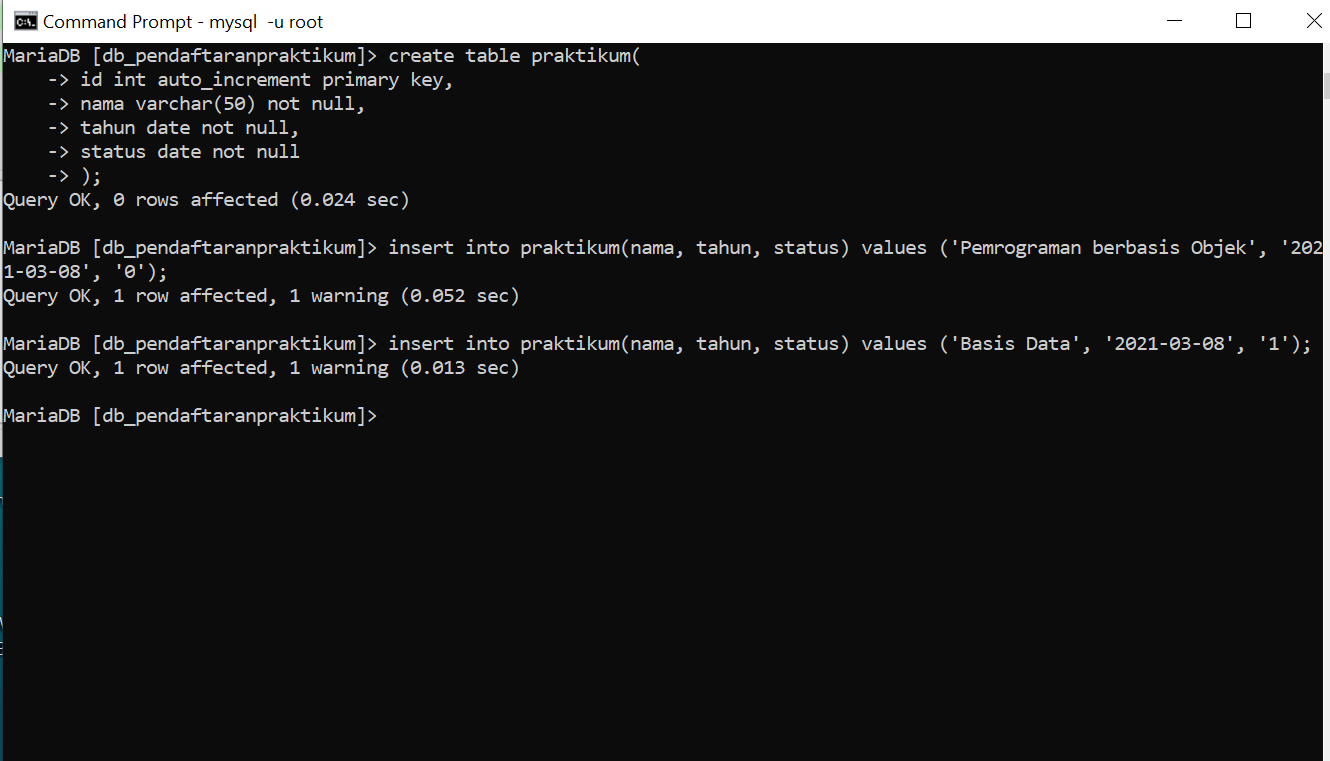 Command Prompt - mysql  -u root
MariaDB [db_pendaftaranpraktikum]> create table praktikum(
    -> id int auto_increment primary key,
    -> nama varchar(50) not null,
    -> tahun date not null,
    -> status date not null
    -> );
Query OK, 0 rows affected (0.024 sec)
MariaDB [db_pendaftaranpraktikum]> insert into praktikum(nama, tahun, status) values ('Pemrograman berbasis Objek', '202
1-03-08', '0');
Query OK, 1 row affected, 1 warning (0.052 sec)
MariaDB [db_pendaftaranpraktikum]> insert into praktikum(nama, tahun, status) values ('Basis Data', '2021-03-08', '1');
Query OK, 1 row affected, 1 warning (0.013 sec)
MariaDB [db_pendaftaranpraktikum]>